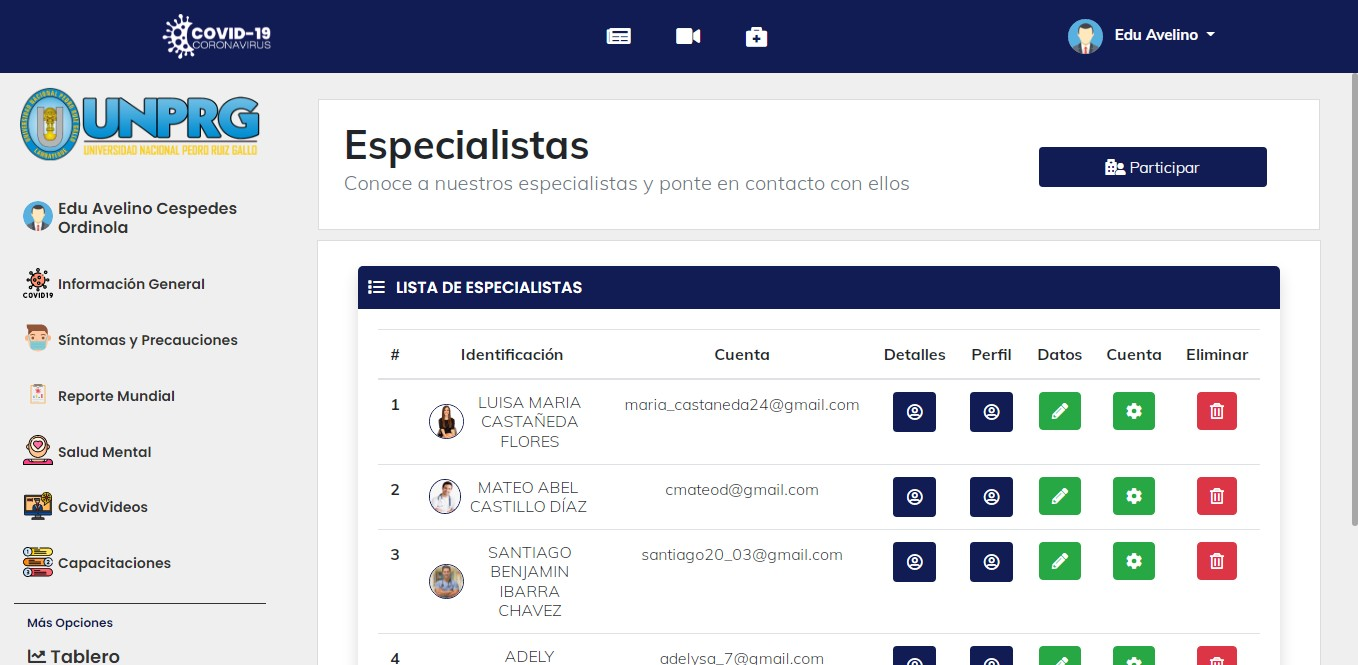 COVID-19
CORONAVIRUS
Edu Avelino
UNPRG
UNIVERSIDAD NACIONAL PEDRO RUIZ GALLO
Edu Avelino Cespedes
Ordinola
COVID19
Información General
Síntomas y Precauciones
Reporte Mundial
Salud Mental
CovidVideos
Capacitaciones
Más Opciones
Tablero
Especialistas
Conoce a nuestros especialistas y ponte en contacto con ellos
Participar
LISTA DE ESPECIALISTAS
# Identificación Cuenta Detalles Perfil Datos Cuenta Eliminar
1 LUISA MARIA CASTAÑEDA FLORES maria_castaneda24@gmail.com
2 MATEO ABEL CASTILLO DÍAZ cmateod@gmail.com
3 SANTIAGO BENJAMIN IBARRA CHAVEZ santiago20_03@gmail.com
4 ADELY adelysa_7@gmail.com